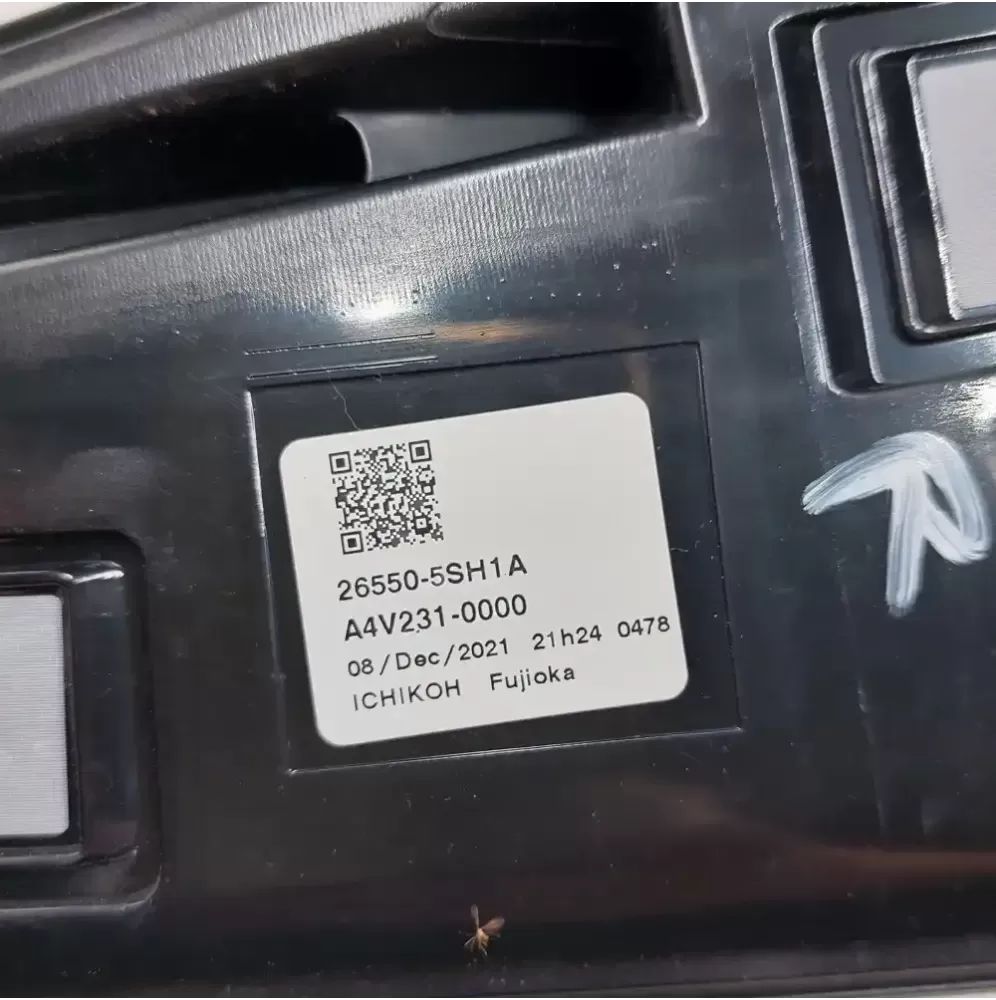 26550-5SH1A
A4V231-0000
08/Dec/2021 21h24 0478
ICHIKOH Fujioka
R